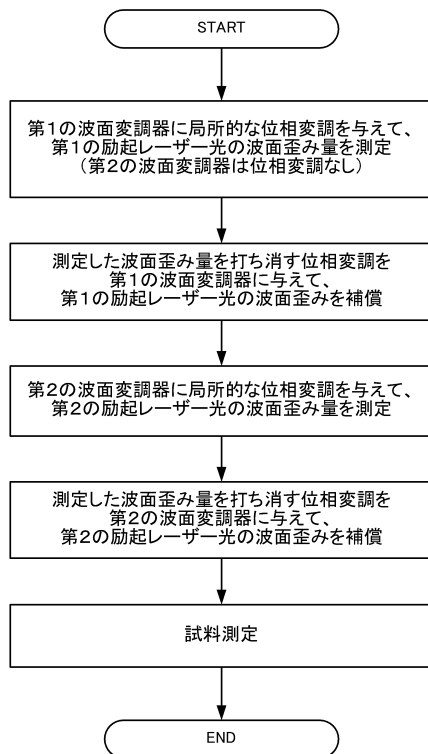 START
第1の波面変調器に局所的な位相変調を与えて、
第1の励起レーザー光の波面歪み量を測定
(第2の波面変調器は位相変調なし)
測定した波面歪み量を打ち消す位相変調を
第1の波面変調器に与えて、
第1の励起レーザー光の波面歪みを補償
第2の波面変調器に局所的な位相変調を与えて、
第2の励起レーザー光の波面歪み量を測定
測定した波面歪み量を打ち消す位相変調を
第2の波面変調器に与えて、
第2の励起レーザー光の波面歪みを補償
試料測定
END